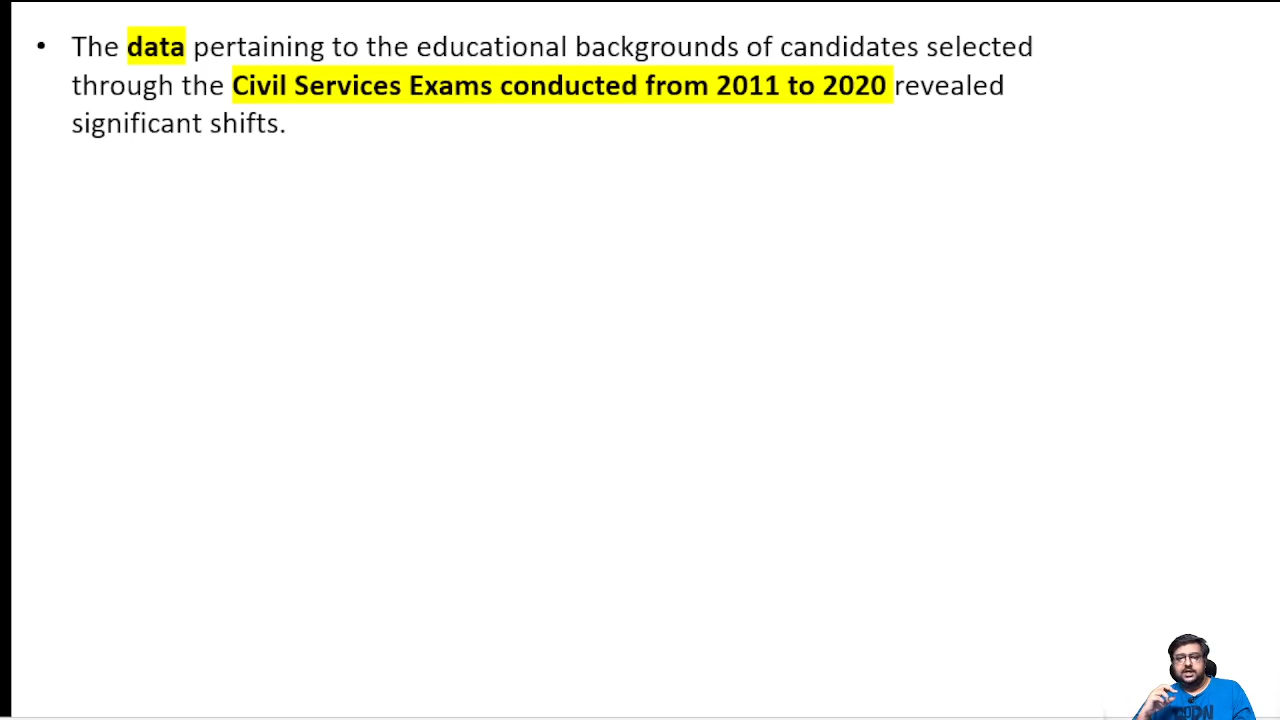 • The data pertaining to the educational backgrounds of candidates selected
through the Civil Services Exams conducted from 2011 to 2020 revealed
significant shifts.